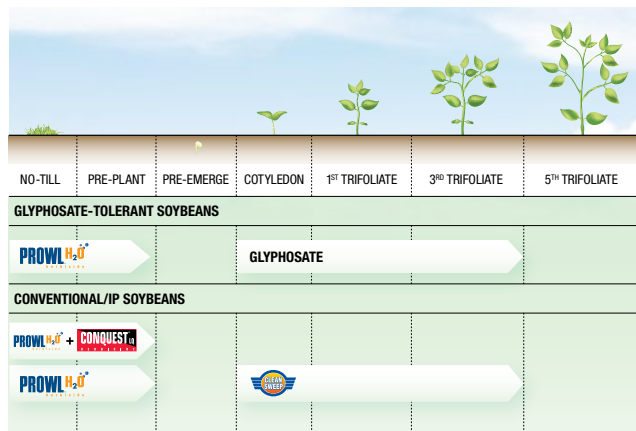 NO-TILL PRE-PLANT PRE-EMERGE COTYLEDON 1ST TRIFOLIATE 3RD TRIFOLIATE 5TH TRIFOLIATE
GLYPHOSATE-TOLERANT SOYBEANS
PROWL H₂O GLYPHOSATE
CONVENTIONAL/IP SOYBEANS
PROWL H₂O + CONQUEST LQ
PROWL H₂O CLEAN SWEEP